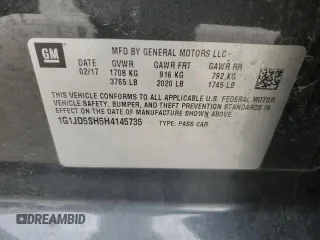 GM
MFD BY GENERAL MOTORS LLC
DATE GVWR GAWR FRT GAWR RR
02/17 1708 KG 916 KG 792 KG
3765 LB 2020 LB 1745 LB
THIS VEHICLE CONFORMS TO ALL APPLICABLE U.S. FEDERAL MOTOR
VEHICLE SAFETY, BUMPER, AND THEFT PREVENTION STANDARDS IN
EFFECT ON THE DATE OF MANUFACTURE SHOWN ABOVE.
1G1JD5SH5H4145735 TYPE: PASS CAR
DREAMBID